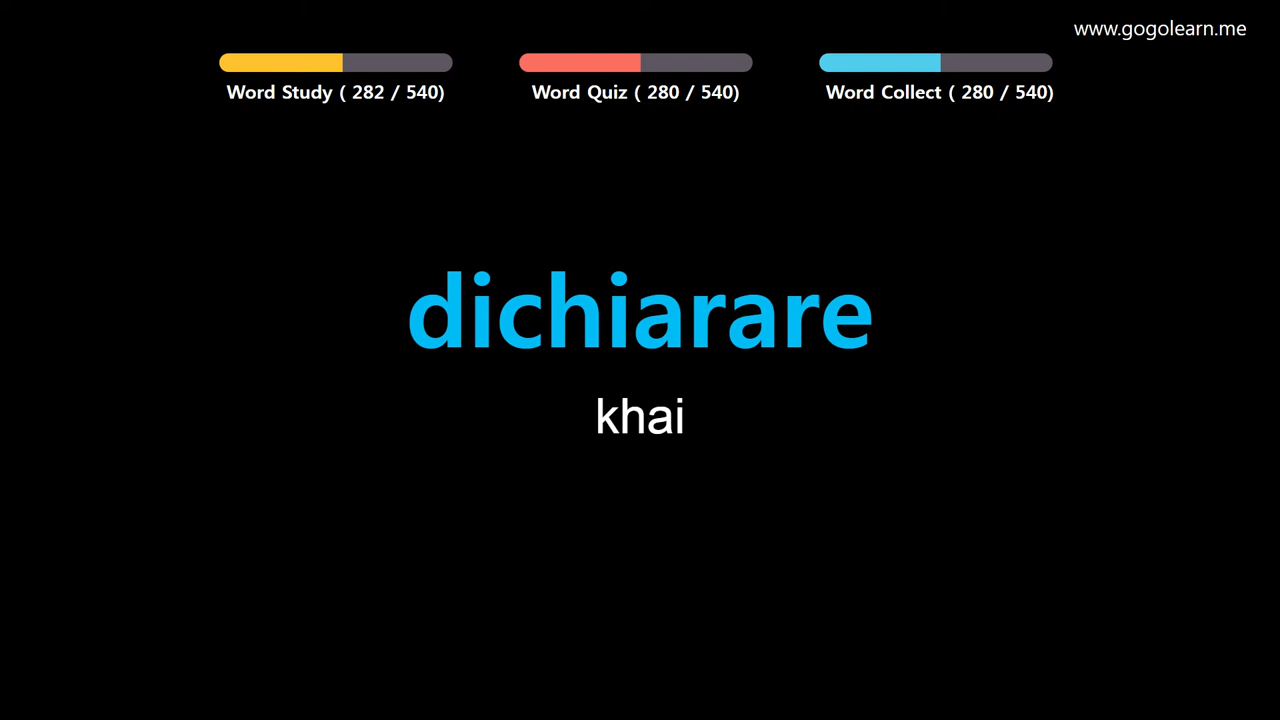 www.gogolearn.me
Word Study ( 282 / 540)
Word Quiz ( 280 / 540)
Word Collect ( 280 / 540)
dichiarare
khai